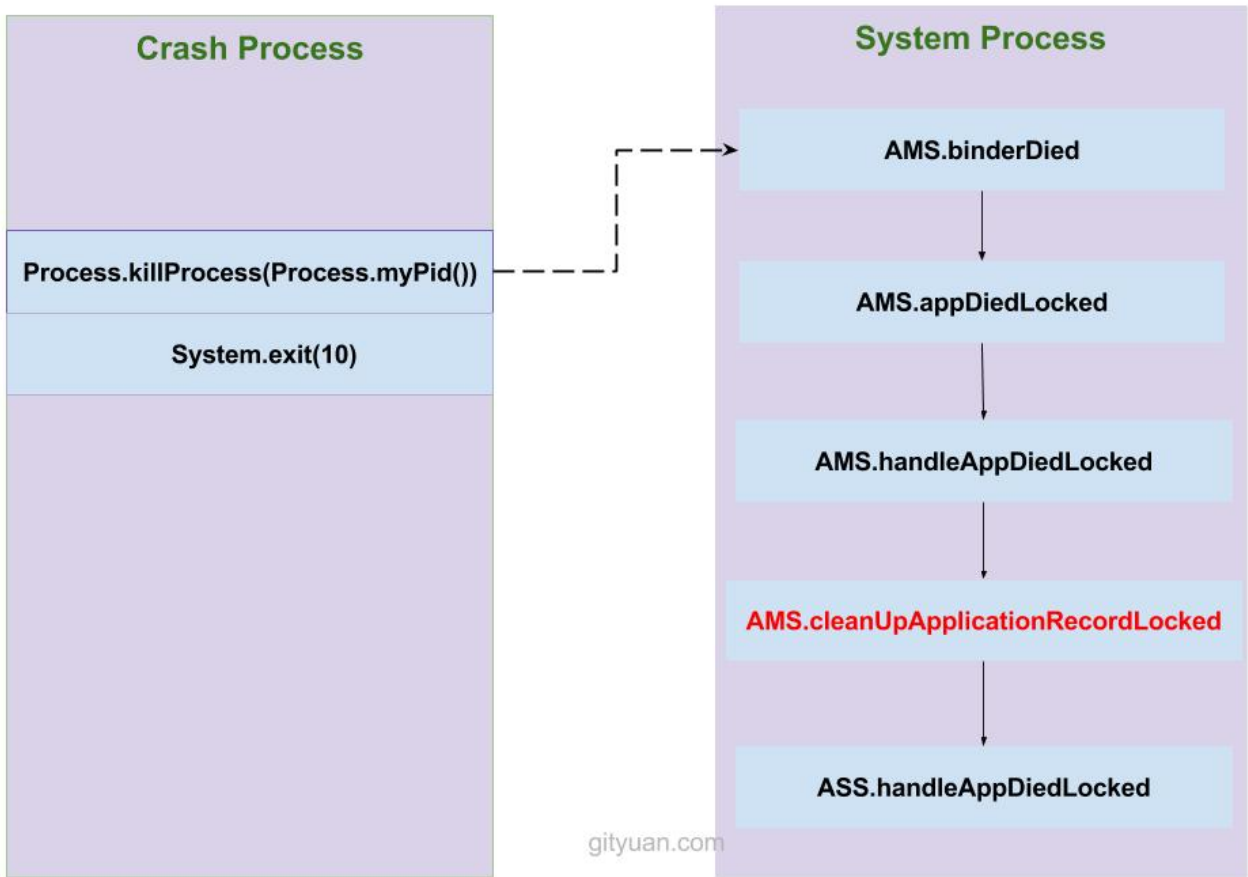 Crash Process
Process.killProcess(Process.myPid())
System.exit(10)
System Process
AMS.binderDied
AMS.appDiedLocked
AMS.handleAppDiedLocked
AMS.cleanUpApplicationRecordLocked
ASS.handleAppDiedLocked
gityuan.com